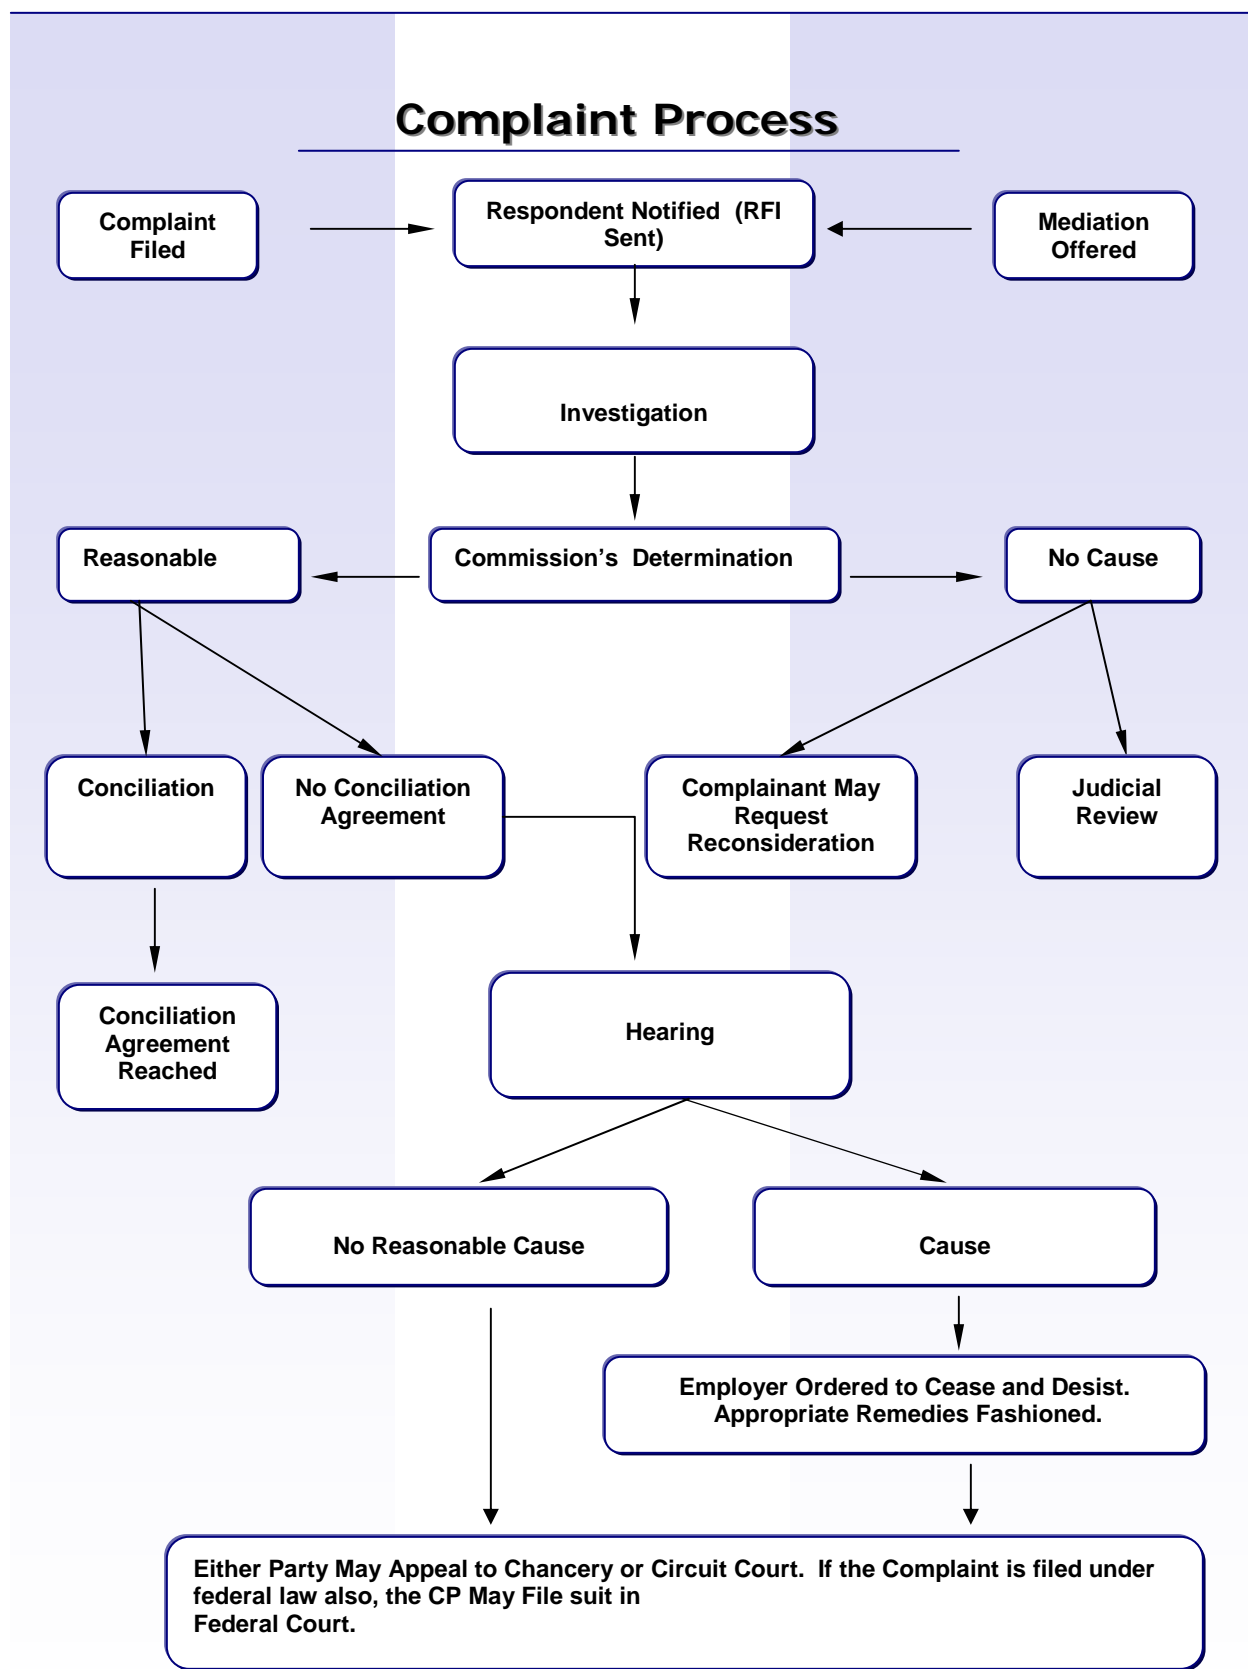 Complaint Process
Complaint
Filed
Respondent Notified  (RFI
Sent)
Mediation
Offered
Investigation
Reasonable
Commission's  Determination
No Cause
Conciliation
No Conciliation
Agreement
Complainant May
Request
Reconsideration
Judicial
Review
Conciliation
Agreement
Reached
Hearing
No Reasonable Cause
Cause
Employer Ordered to Cease and Desist.
Appropriate Remedies Fashioned.
Either Party May Appeal to Chancery or Circuit Court.  If the Complaint is filed under
federal law also, the CP May File suit in
Federal Court.